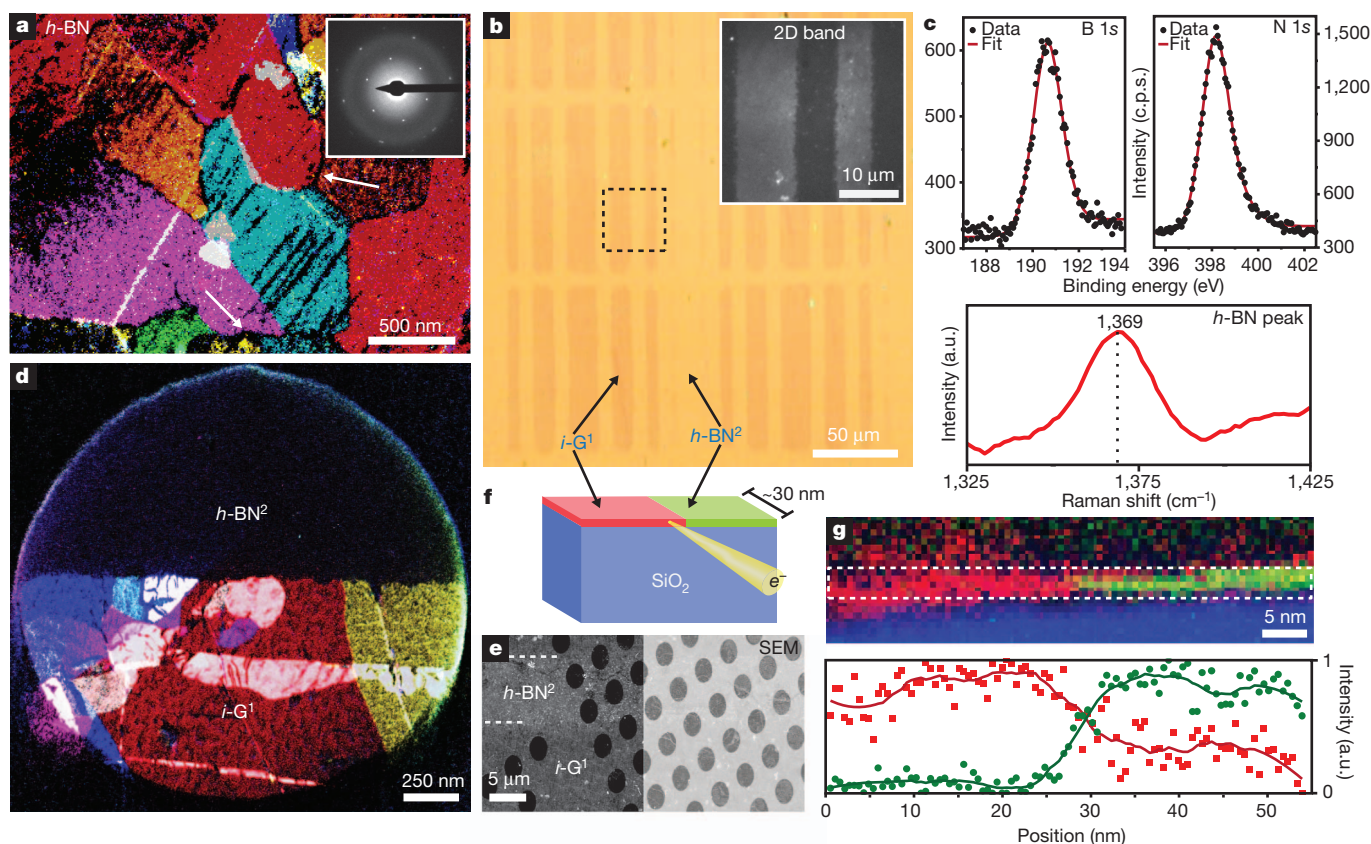 a
h-BN
500 nm
b
2D band
10 μm
i-G¹
h-BN²
50 μm
c
Data
Fit
B 1s
600
500
400
300
188 190 192 194
Data
Fit
N 1s
1,500
1,200
900
600
300
396 398 400 402
Intensity (c.p.s.)
Binding energy (eV)
h-BN peak
1,369
Intensity (a.u.)
1,325 1,375 1,425
Raman shift (cm⁻¹)
d
h-BN²
i-G¹
250 nm
f
~30 nm
SiO₂
e⁻
e
SEM
h-BN²
i-G¹
5 μm
g
5 nm
1
0
Intensity (a.u.)
0 10 20 30 40 50
Position (nm)